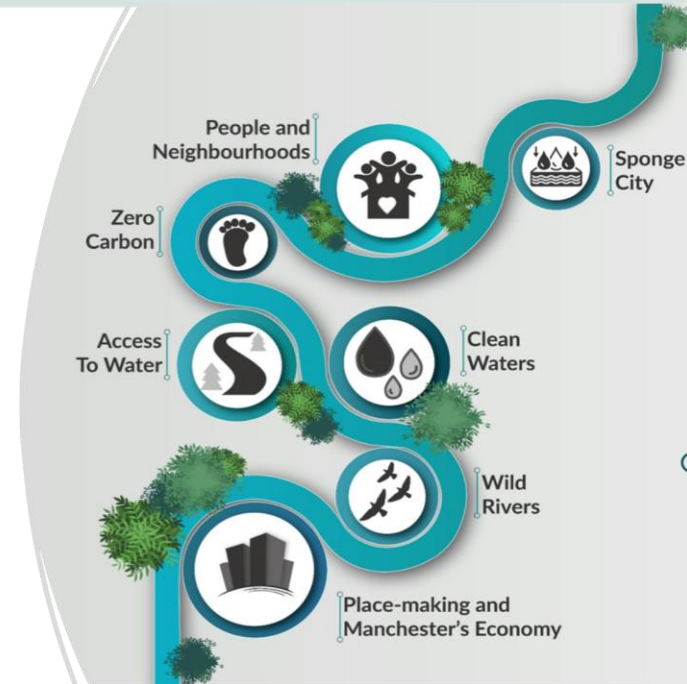 People and
Neighbourhoods
Sponge
City
Zero
Carbon
Access
To Water
Clean
Waters
Wild
Rivers
Place-making and
Manchester's Economy